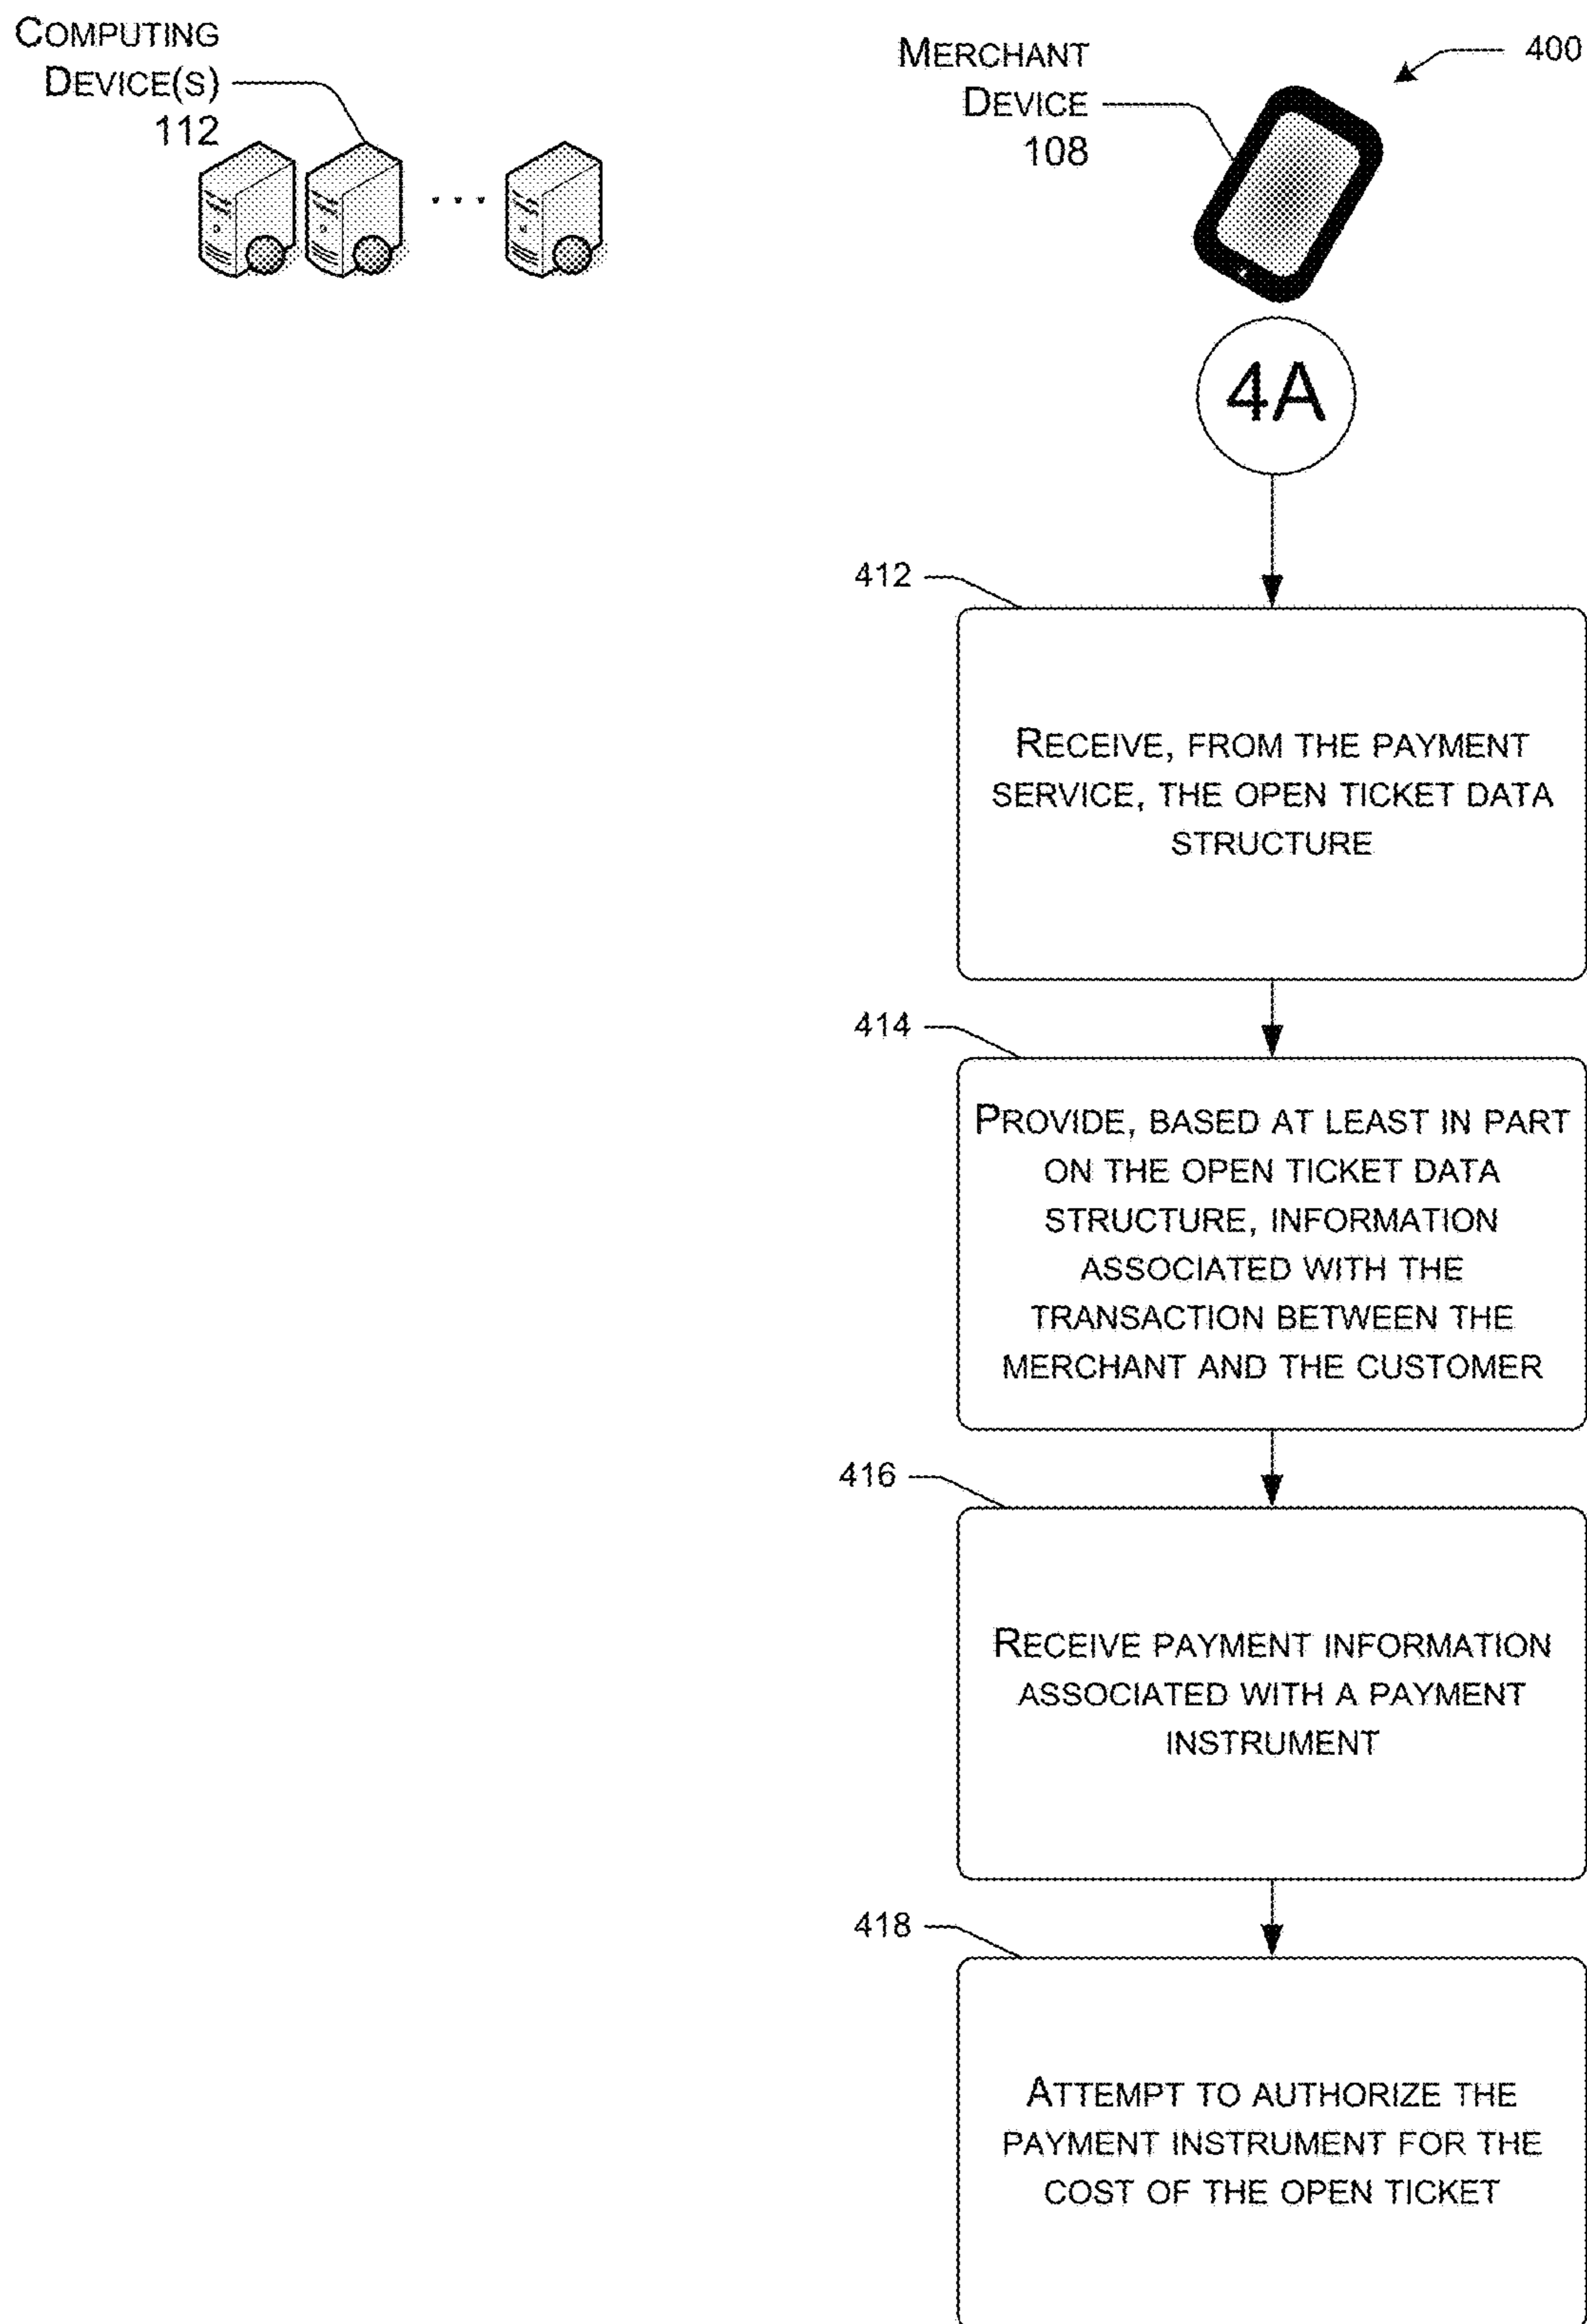 COMPUTING
DEVICE(S)
112
MERCHANT
DEVICE
108
400
4A
412
RECEIVE, FROM THE PAYMENT
SERVICE, THE OPEN TICKET DATA
STRUCTURE
414
PROVIDE, BASED AT LEAST IN PART
ON THE OPEN TICKET DATA
STRUCTURE, INFORMATION
ASSOCIATED WITH THE
TRANSACTION BETWEEN THE
MERCHANT AND THE CUSTOMER
416
RECEIVE PAYMENT INFORMATION
ASSOCIATED WITH A PAYMENT
INSTRUMENT
418
ATTEMPT TO AUTHORIZE THE
PAYMENT INSTRUMENT FOR THE
COST OF THE OPEN TICKET